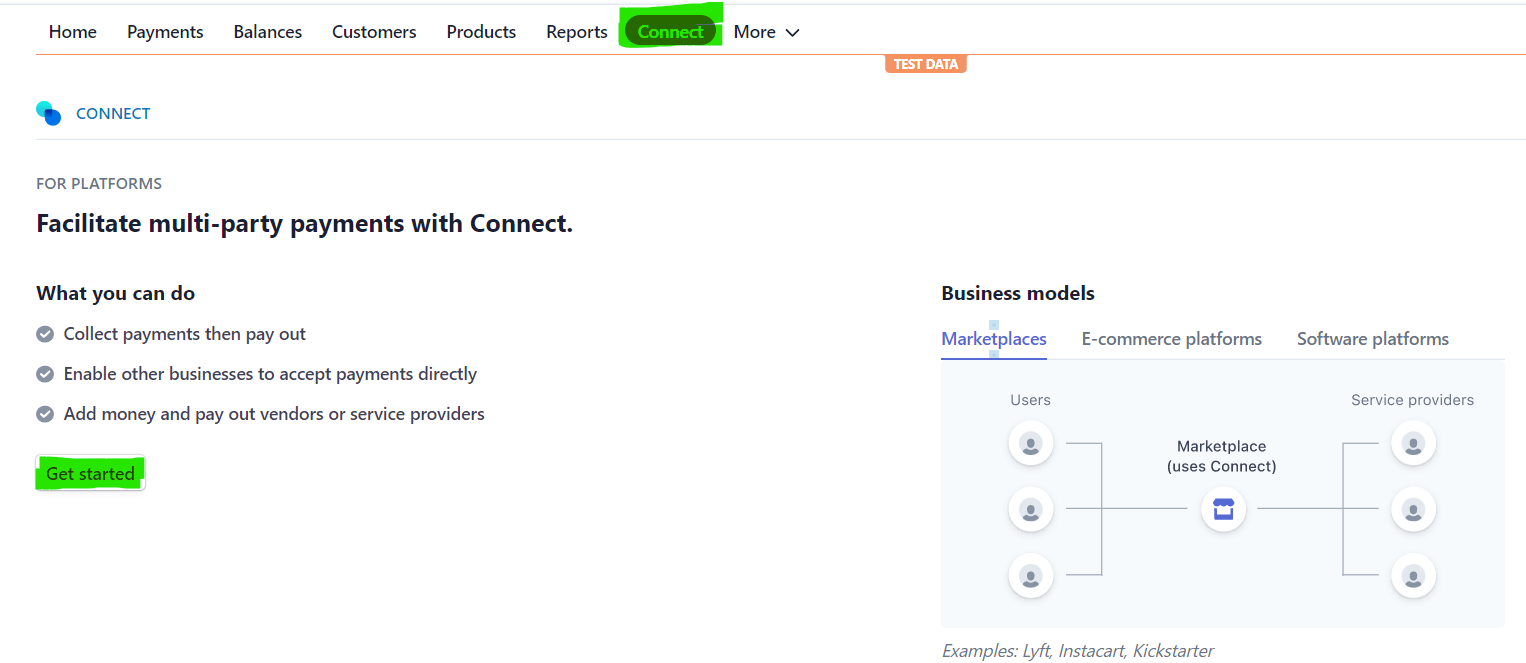 Home Payments Balances Customers Products Reports Connect More
TEST DATA
CONNECT
FOR PLATFORMS
Facilitate multi-party payments with Connect.
What you can do
Collect payments then pay out
Enable other businesses to accept payments directly
Add money and pay out vendors or service providers
Get started
Business models
Marketplaces E-commerce platforms Software platforms
Users Service providers
Marketplace
(uses Connect)
Examples: Lyft, Instacart, Kickstarter